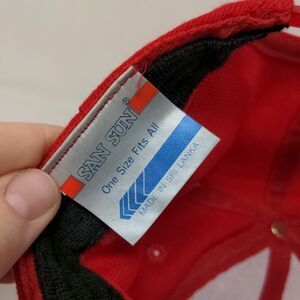 SAN SUN®
One Size Fits All
MADE IN SRI LANKA